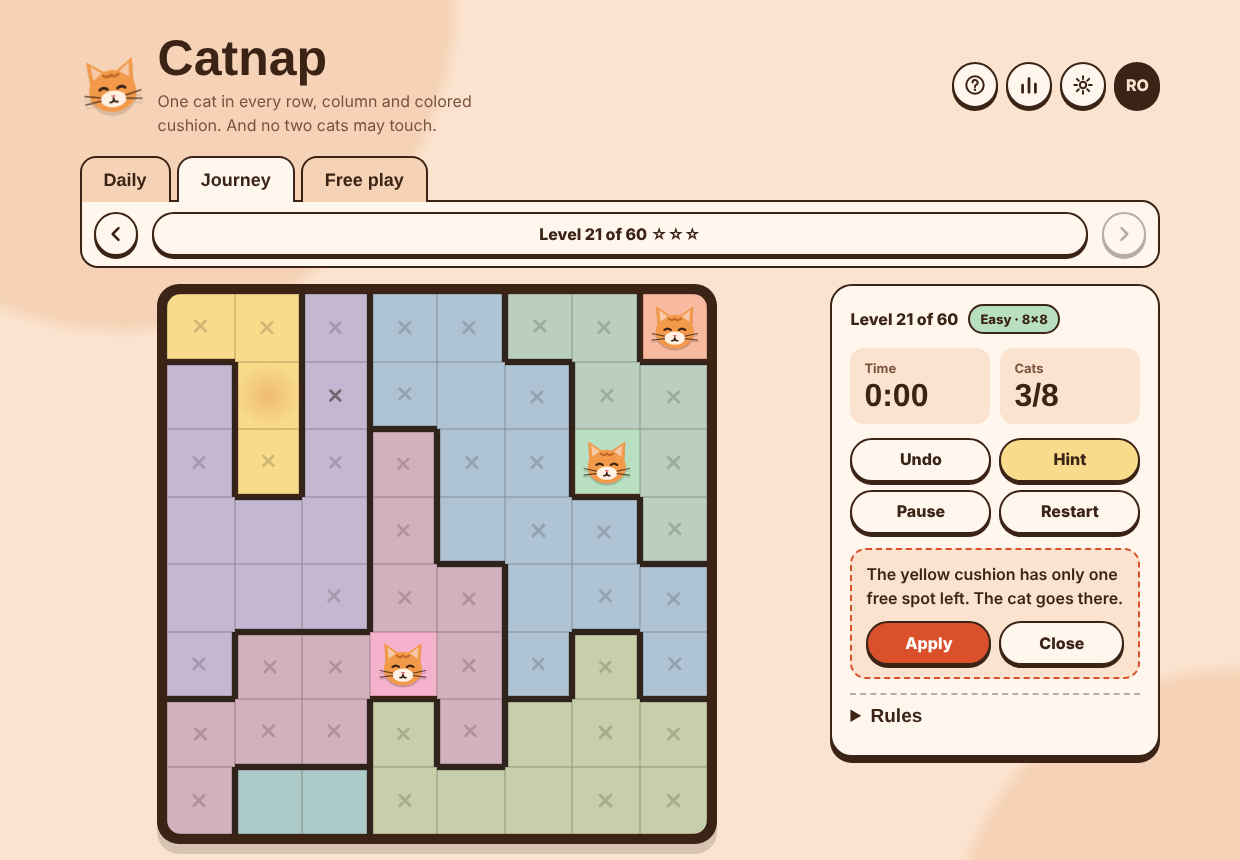 Catnap
One cat in every row, column and colored
cushion. And no two cats may touch.
RO
Daily
Journey
Free play
Level 21 of 60 ☆☆☆
Level 21 of 60
Easy · 8×8
Time
0:00
Cats
3/8
Undo
Hint
Pause
Restart
The yellow cushion has only one
free spot left. The cat goes there.
Apply
Close
Rules